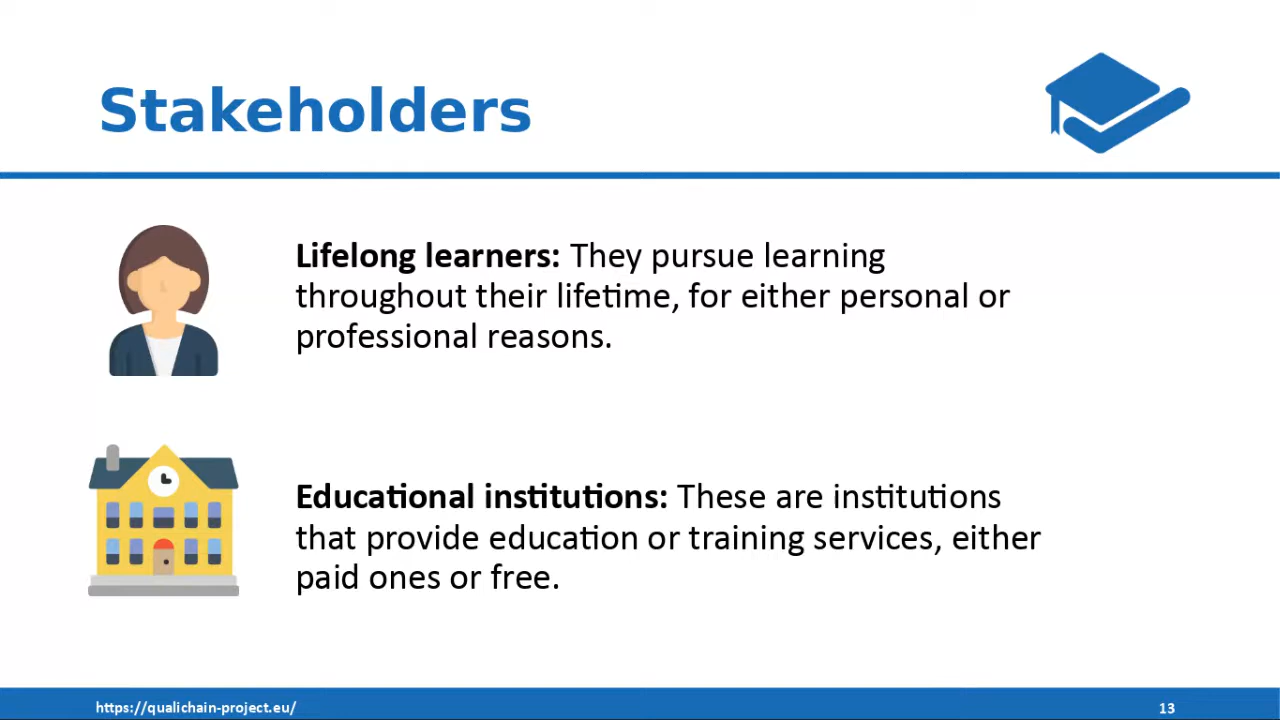 Stakeholders
Lifelong learners: They pursue learning
throughout their lifetime, for either personal or
professional reasons.
Educational institutions: These are institutions
that provide education or training services, either
paid ones or free.
https://qualichain-project.eu/
13